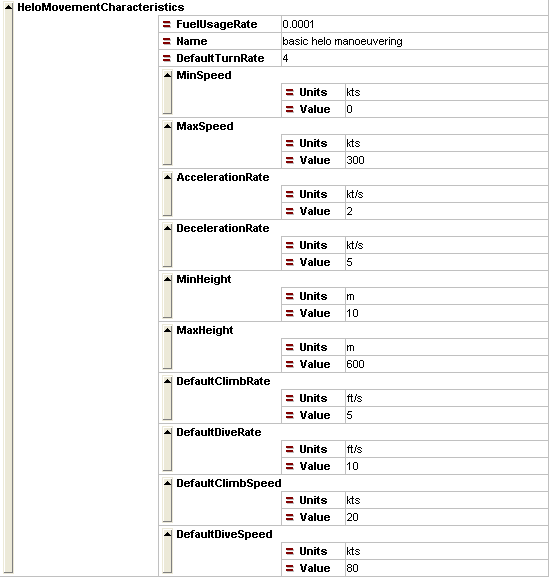 HeloMovementCharacteristics
= FuelUsageRate 0.0001
= Name basic helo manoeuvering
= DefaultTurnRate 4
MinSpeed
= Units kts
= Value 0
MaxSpeed
= Units kts
= Value 300
AccelerationRate
= Units kt/s
= Value 2
DecelerationRate
= Units kt/s
= Value 5
MinHeight
= Units m
= Value 10
MaxHeight
= Units m
= Value 600
DefaultClimbRate
= Units ft/s
= Value 5
DefaultDiveRate
= Units ft/s
= Value 10
DefaultClimbSpeed
= Units kts
= Value 20
DefaultDiveSpeed
= Units kts
= Value 80